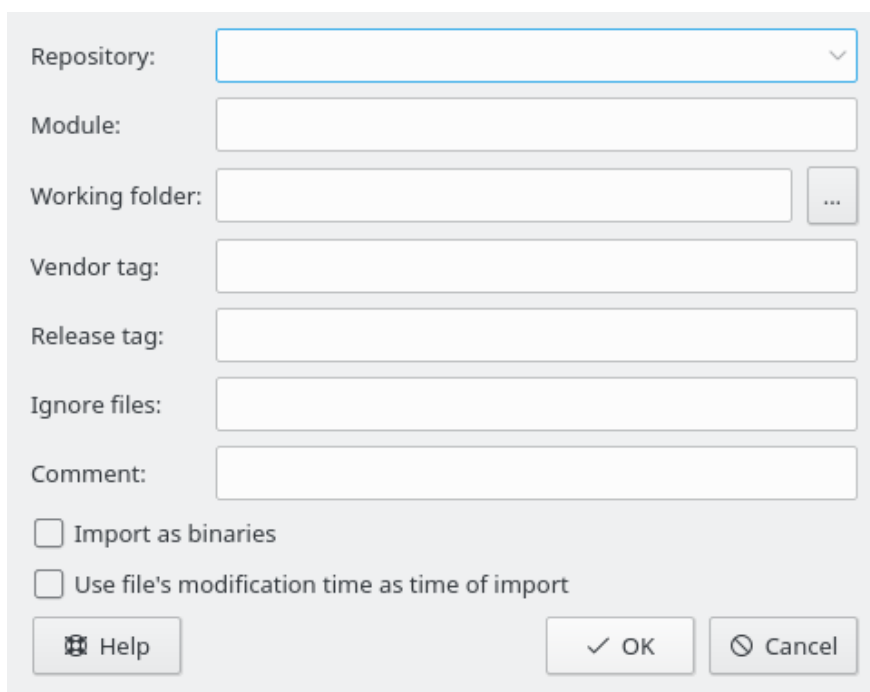 Repository:
Module:
Working folder: ...
Vendor tag:
Release tag:
Ignore files:
Comment:
Import as binaries
Use file's modification time as time of import
Help OK Cancel